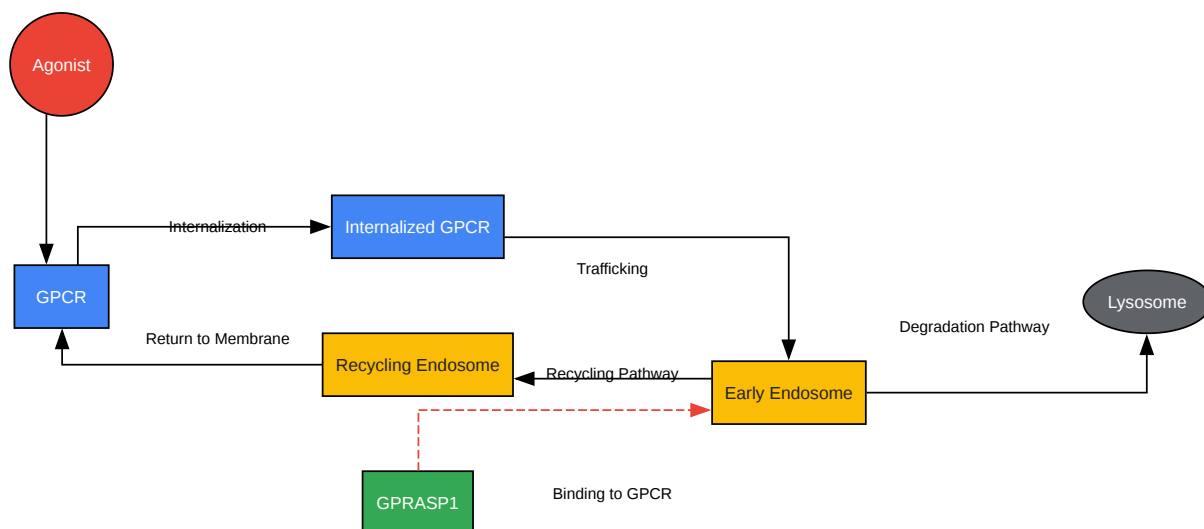 Agonist
Internalization
Internalized GPCR
Trafficking
GPCR
Lysosome
Degradation Pathway
Return to Membrane
Recycling Endosome
Recycling Pathway
Early Endosome
GPRASP1
Binding to GPCR